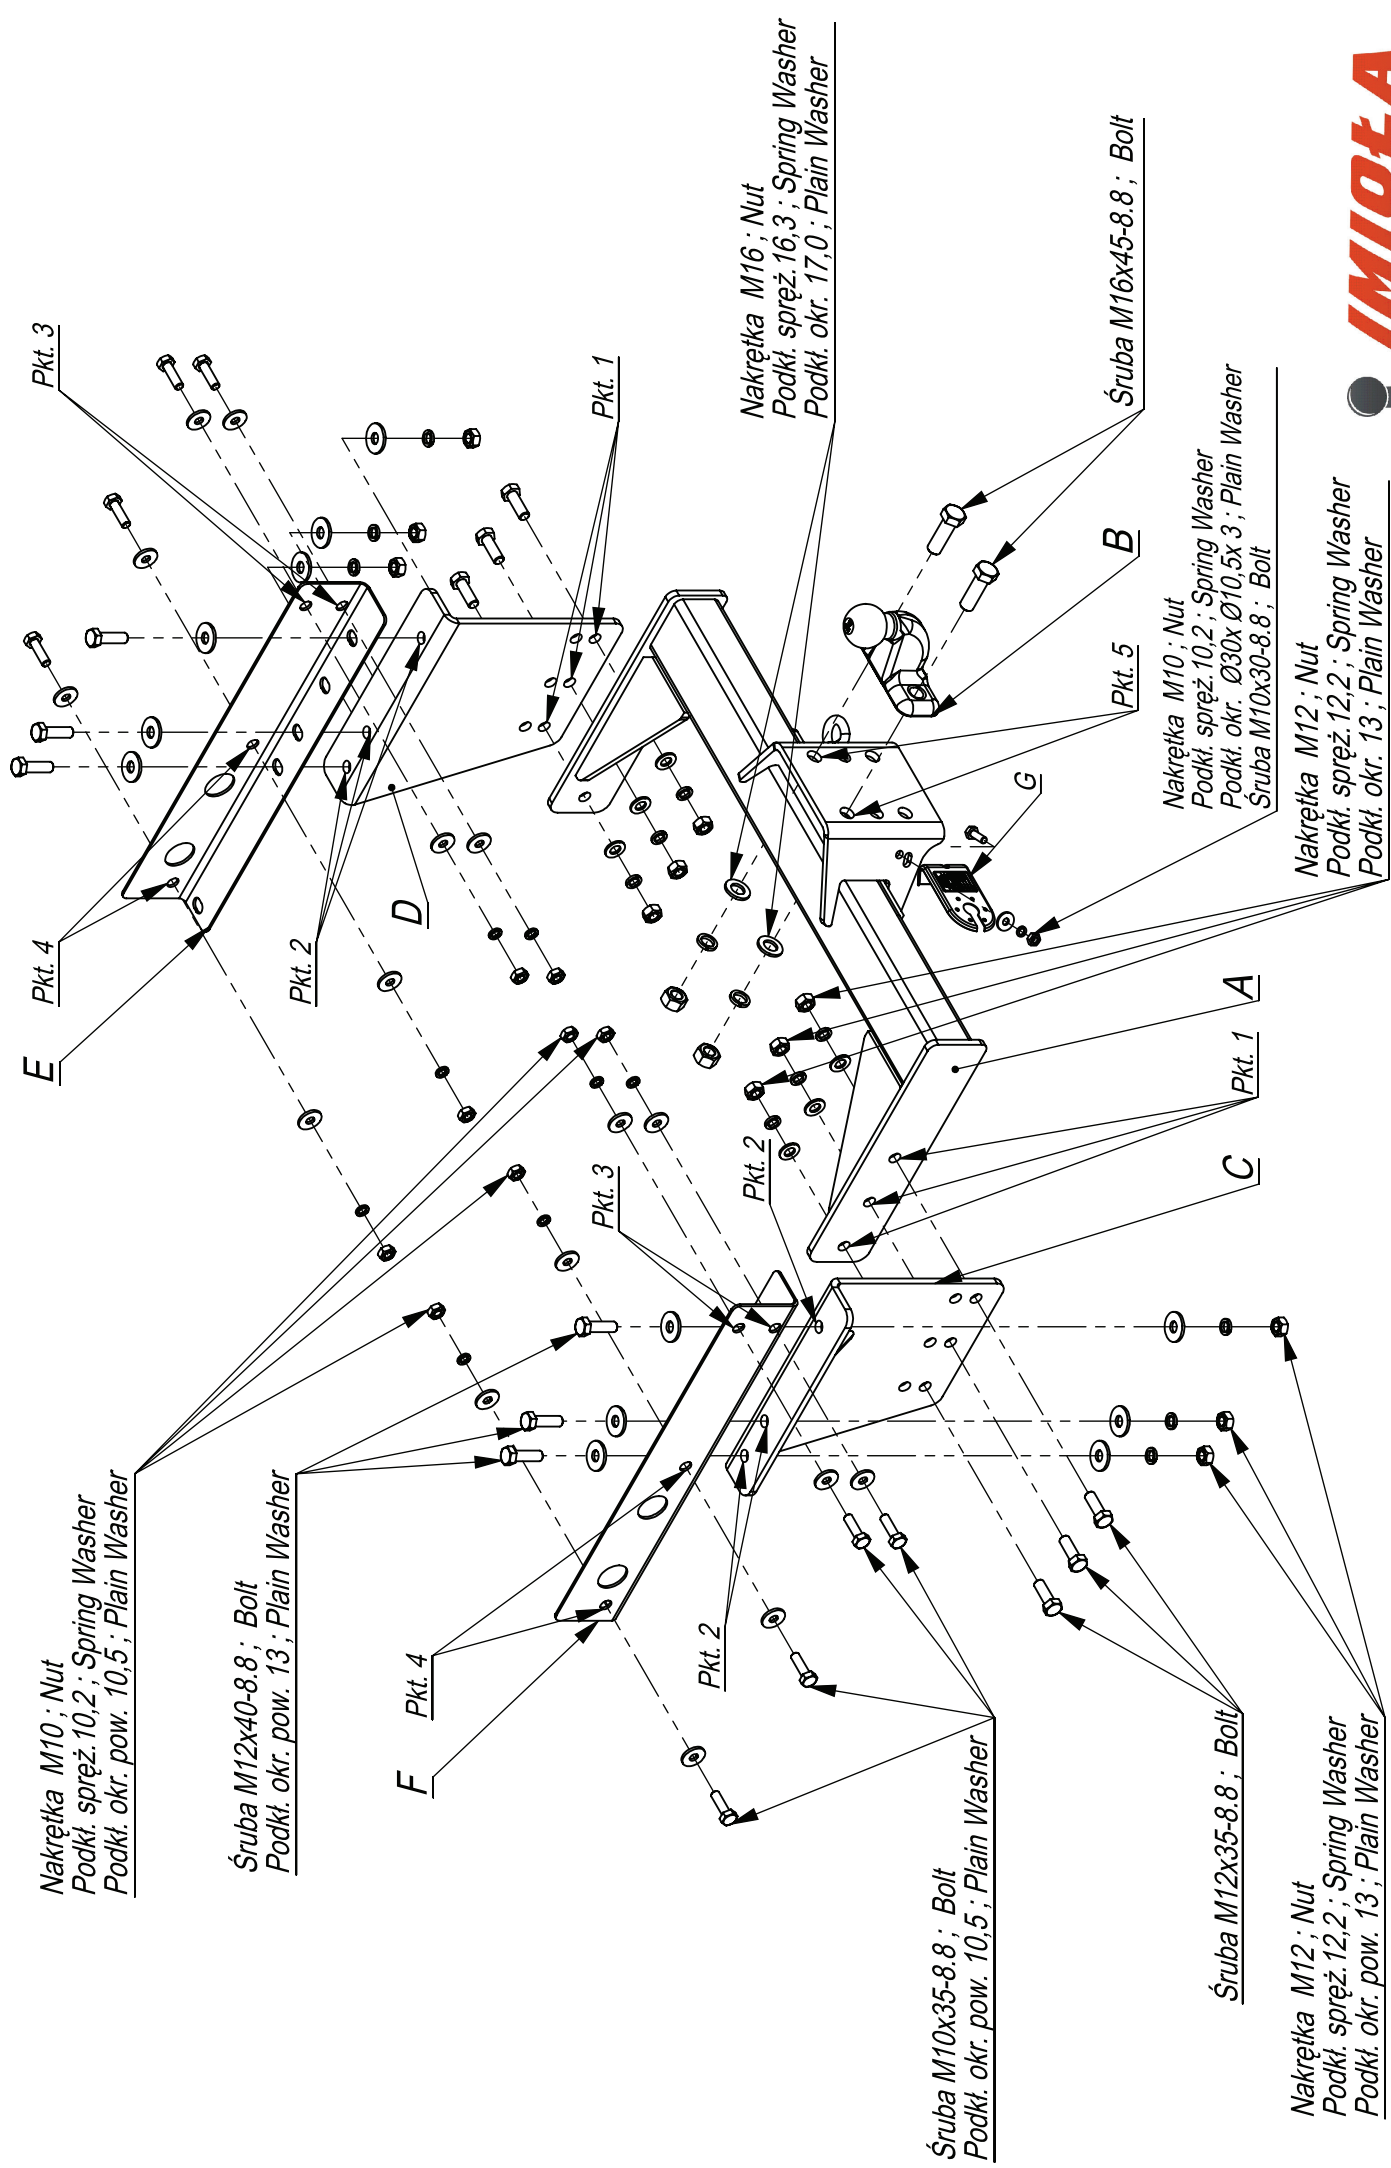 Nakrętka M10 ; Nut
Podkł. spręż. 10,2 ; Spring Washer
Podkł. okr. pow. 10,5 ; Plain Washer
Śruba M12x40-8.8 ; Bolt
Podkł. okr. pow. 13 ; Plain Washer
Pkt. 4
F
Pkt. 3
Pkt. 2
Pkt. 2
Śruba M10x35-8.8 ; Bolt
Podkł. okr. pow. 10,5 ; Plain Washer
Śruba M12x35-8.8 ; Bolt
Nakrętka M12 ; Nut
Podkł. spręż. 12,2 ; Spring Washer
Podkł. okr. pow. 13 ; Plain Washer
E
Pkt. 4
Pkt. 2
D
Pkt. 3
Pkt. 1
C
Pkt. 1
A
Nakrętka M16 ; Nut
Podkł. spręż. 16,3 ; Spring Washer
Podkł. okr. 17,0 ; Plain Washer
Śruba M16x45-8.8 ; Bolt
B
Pkt. 5
G
Nakrętka M10 ; Nut
Podkł. spręż. 10,2 ; Spring Washer
Podkł. okr. Ø30x Ø10,5x 3 ; Plain Washer
Śruba M10x30-8.8 ; Bolt
Nakrętka M12 ; Nut
Podkł. spręż. 12,2 ; Spring Washer
Podkł. okr. 13 ; Plain Washer
IMIOŁA